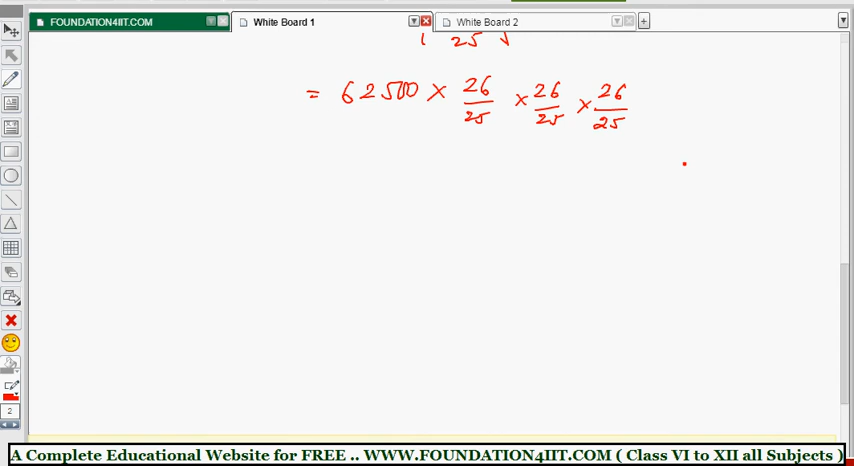 FOUNDATION4IIT.COM White Board 1 White Board 2
25
= 62500 × 26/25 × 26/25 × 26/25
2
A Complete Educational Website for FREE .. WWW.FOUNDATION4IIT.COM ( Class VI to XII all Subjects )